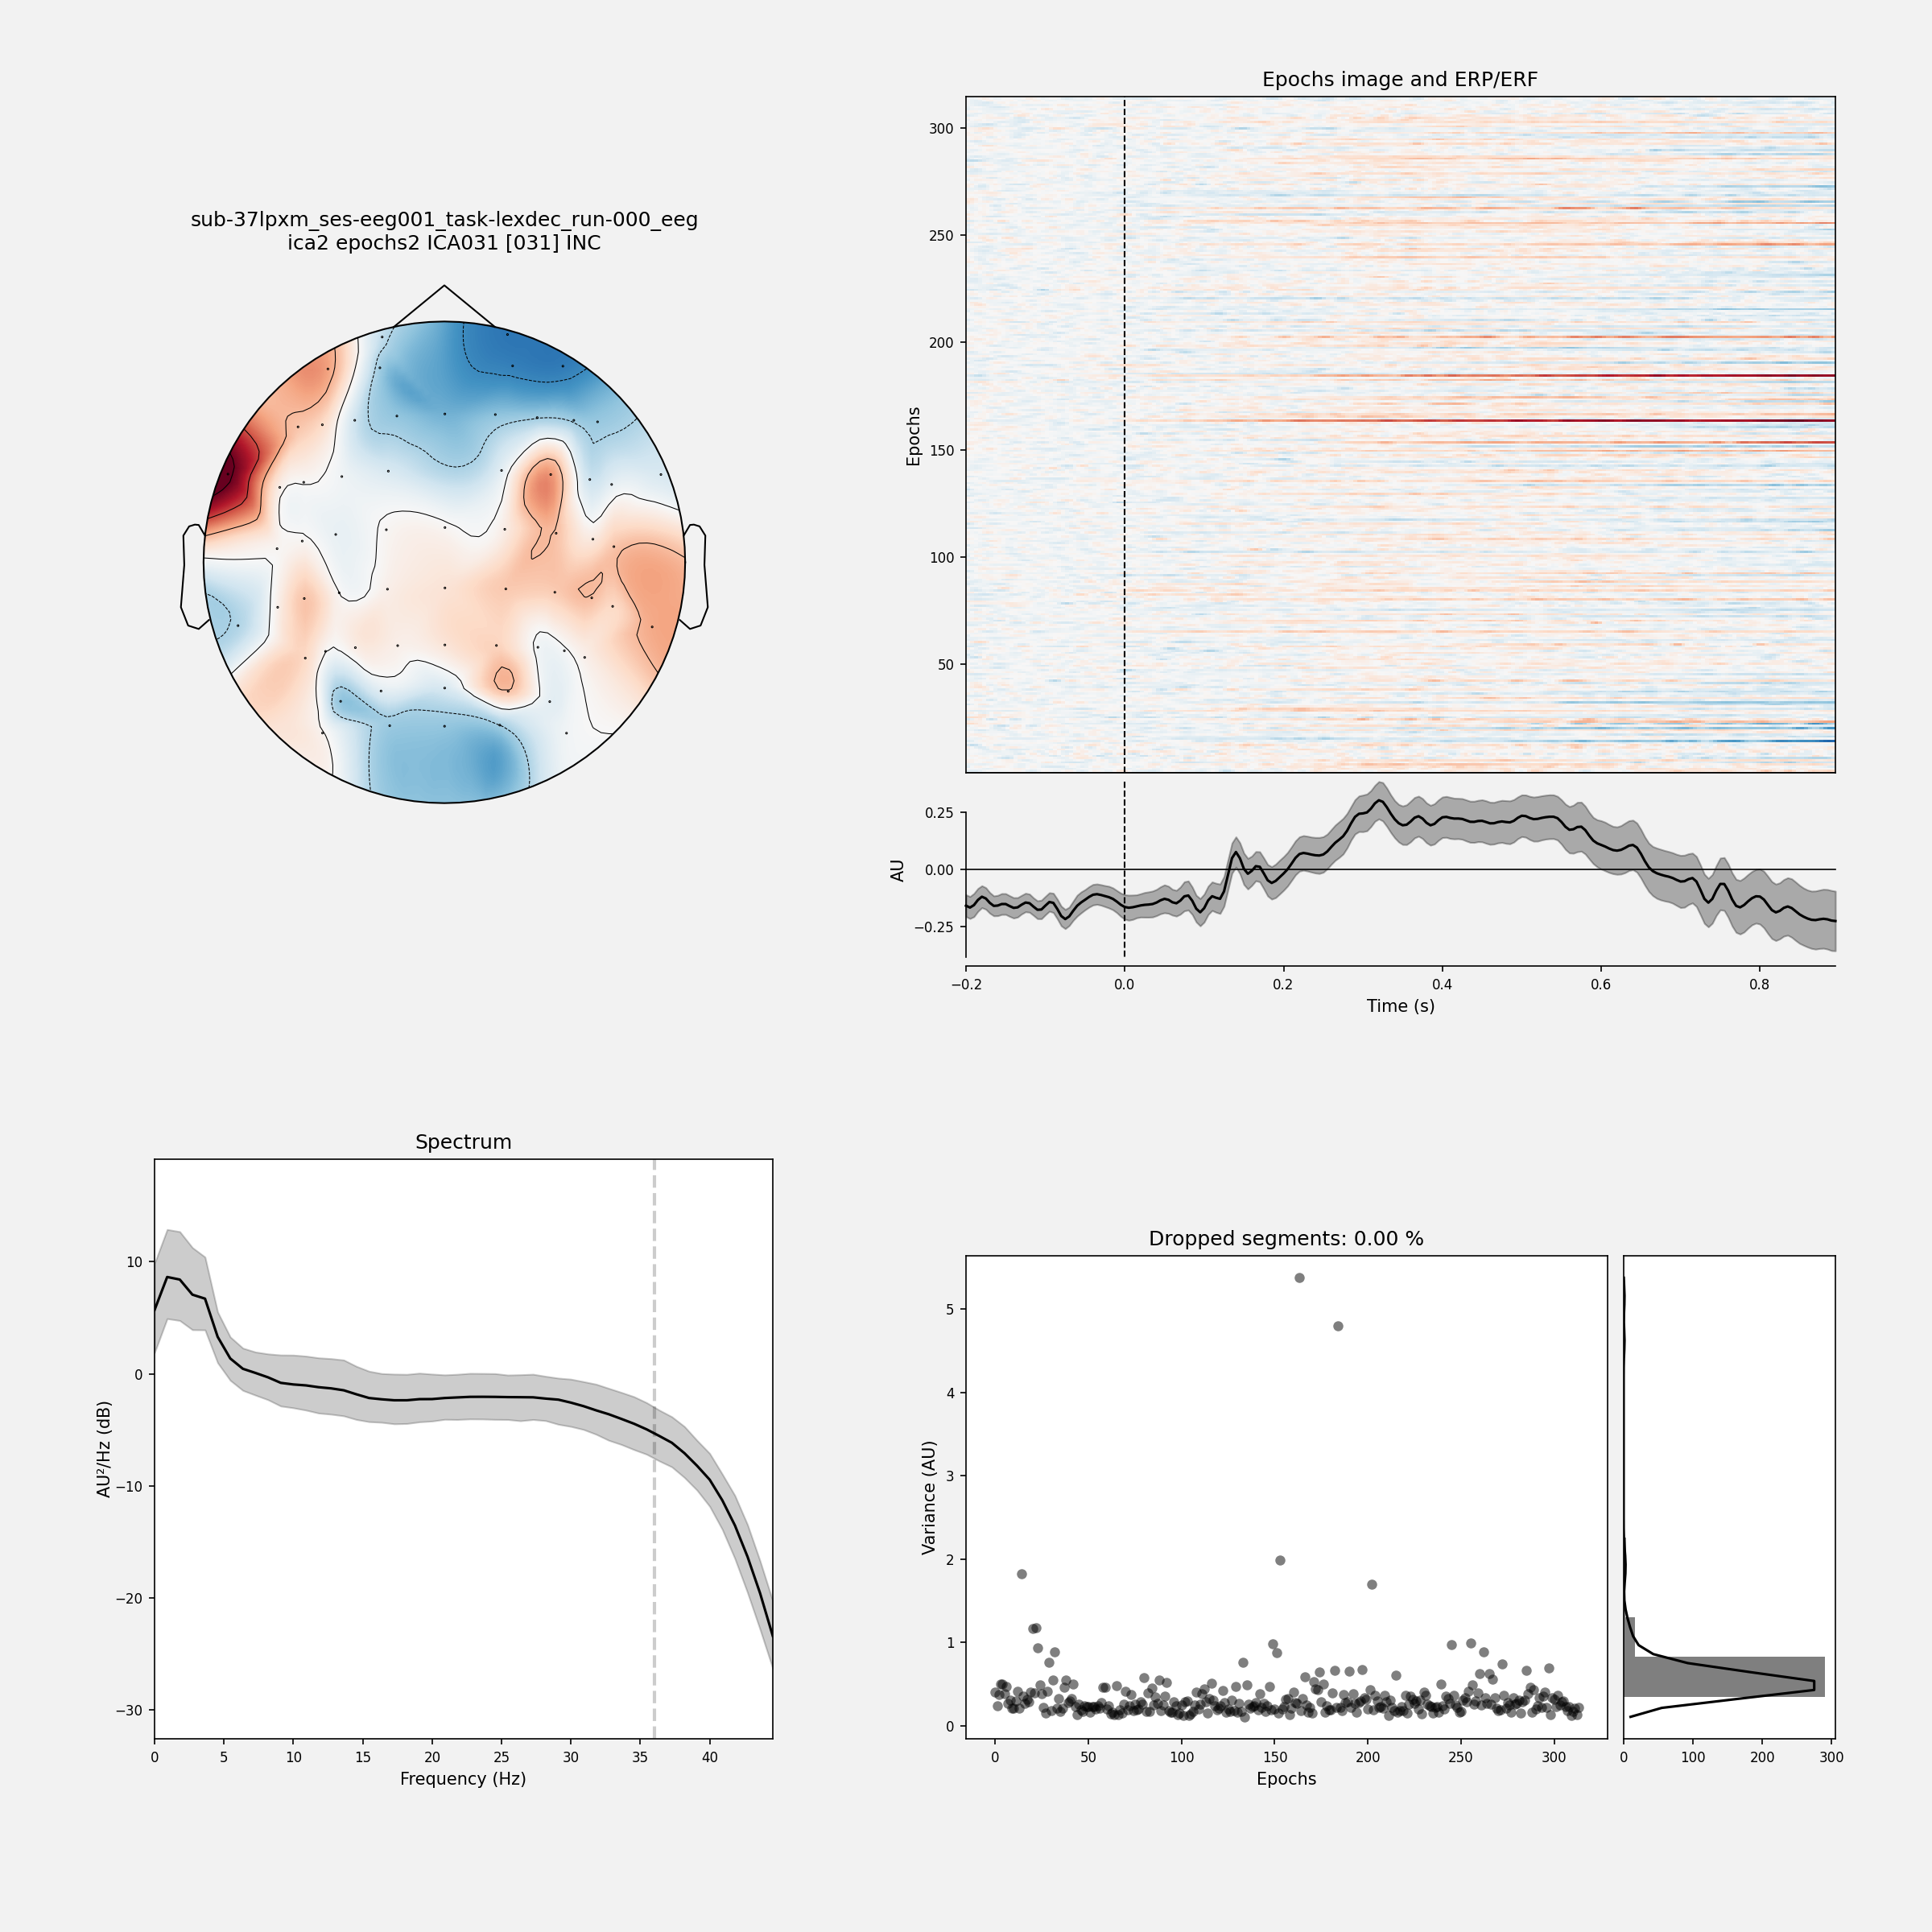 sub-37lpxm_ses-eeg001_task-lexdec_run-000_eeg
ica2 epochs2 ICA031 [031] INC
Epochs image and ERP/ERF
Epochs
300
250
200
150
100
50
AU
0.25
0.00
−0.25
−0.2 0.0 0.2 0.4 0.6 0.8
Time (s)
Spectrum
AU²/Hz (dB)
10
0
−10
−20
−30
0 5 10 15 20 25 30 35 40
Frequency (Hz)
Dropped segments: 0.00 %
Variance (AU)
5
4
3
2
1
0
0 50 100 150 200 250 300
Epochs
0 100 200 300